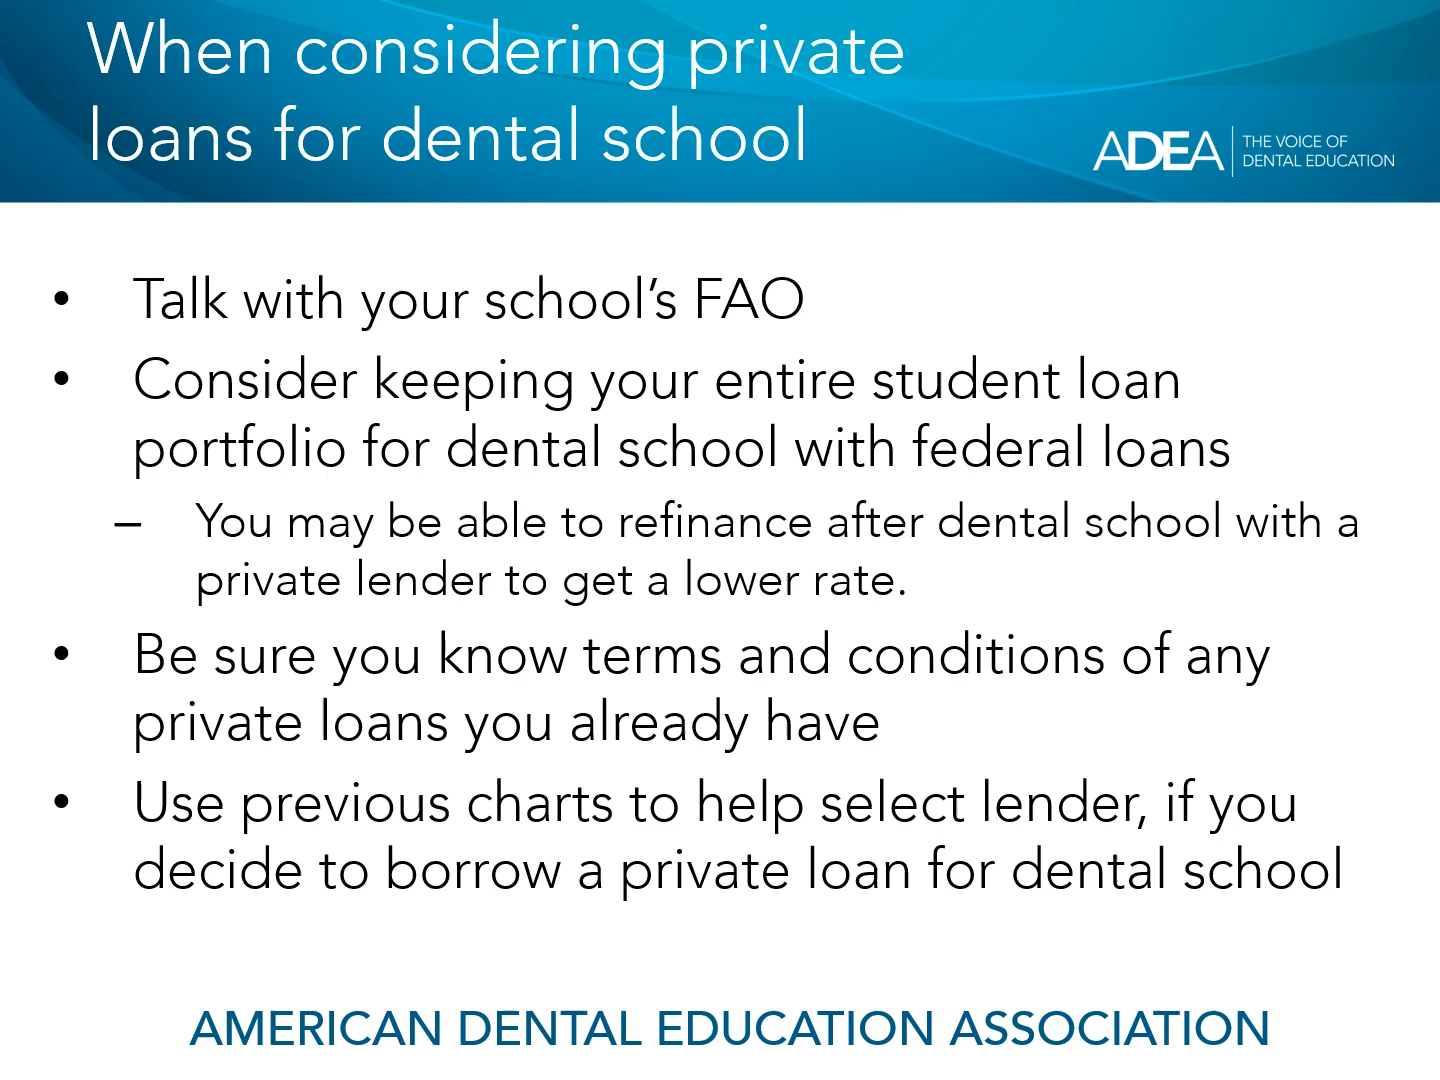 When considering private
loans for dental school
ADEA
THE VOICE OF
DENTAL EDUCATION
• Talk with your school’s FAO
• Consider keeping your entire student loan
portfolio for dental school with federal loans
– You may be able to refinance after dental school with a
private lender to get a lower rate.
• Be sure you know terms and conditions of any
private loans you already have
• Use previous charts to help select lender, if you
decide to borrow a private loan for dental school
AMERICAN DENTAL EDUCATION ASSOCIATION